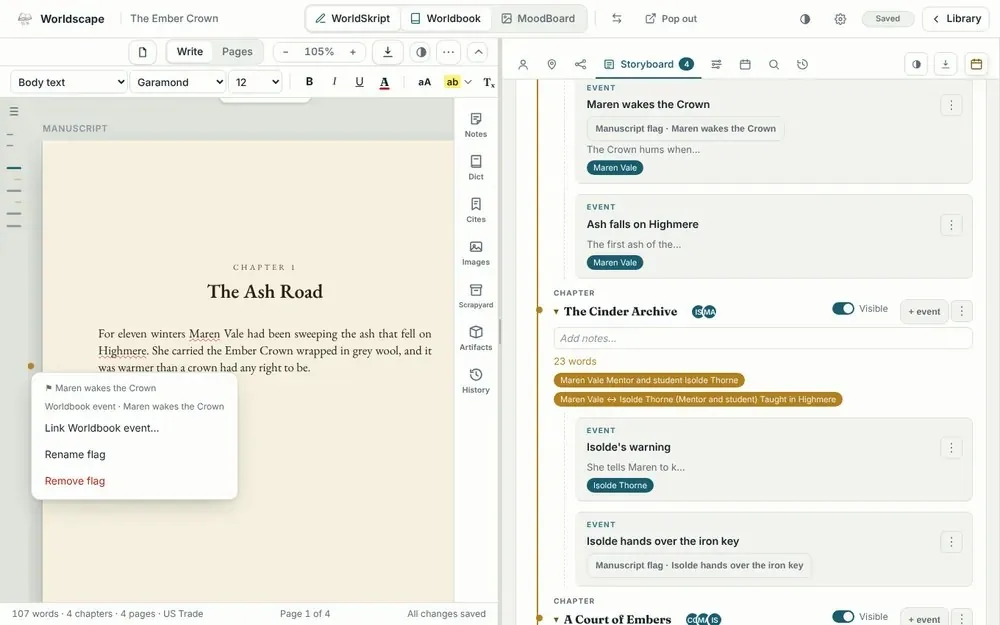 Worldscape
The Ember Crown
WorldSkript
Worldbook
MoodBoard
Pop out
Saved
Library
Write
Pages
− 105% +
Body text
Garamond
12
B I U A
aA
ab
Tx
MANUSCRIPT
CHAPTER 1
The Ash Road
For eleven winters Maren Vale had been sweeping the ash that fell on
Highmere. She carried the Ember Crown wrapped in grey wool, and it
was warmer than a crown had any right to be.
Maren wakes the Crown
Worldbook event · Maren wakes the Crown
Link Worldbook event...
Rename flag
Remove flag
Notes
Dict
Cites
Images
Scrapyard
Artifacts
History
107 words · 4 chapters · 4 pages · US Trade
Page 1 of 4
All changes saved
Storyboard 4
EVENT
Maren wakes the Crown
Manuscript flag · Maren wakes the Crown
The Crown hums when...
Maren Vale
EVENT
Ash falls on Highmere
The first ash of the...
Maren Vale
CHAPTER
The Cinder Archive
IS MA
Visible
+ event
Add notes...
23 words
Maren Vale Mentor and student Isolde Thorne
Maren Vale ↔ Isolde Thorne (Mentor and student) Taught in Highmere
EVENT
Isolde's warning
She tells Maren to k...
Isolde Thorne
EVENT
Isolde hands over the iron key
Manuscript flag · Isolde hands over the iron key
CHAPTER
A Court of Embers
MA IS
Visible
+ event